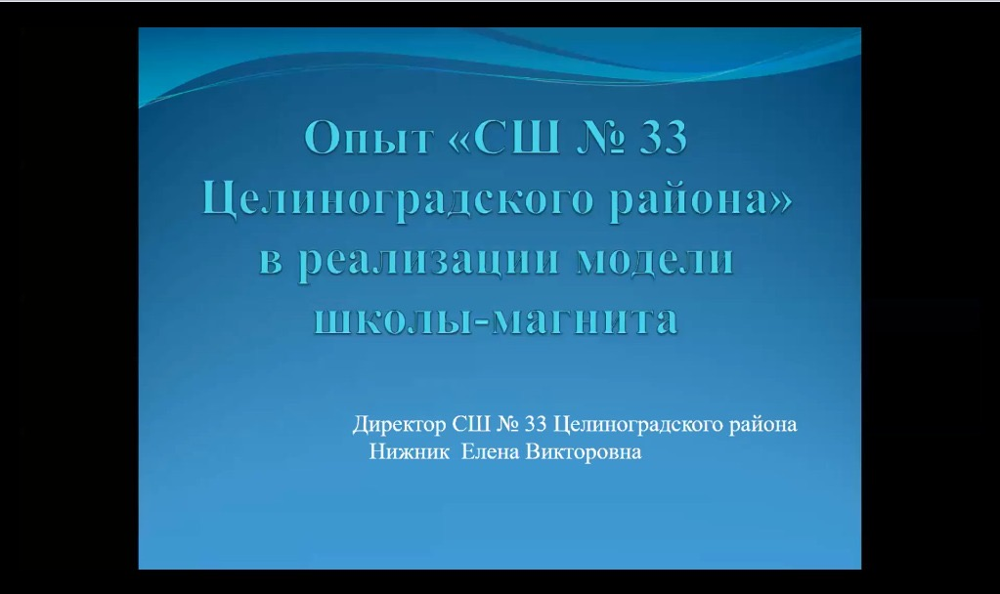 Опыт «СШ № 33
Целиноградского района»
в реализации модели
школы-магнита
Директор СШ № 33 Целиноградского района
Нижник Елена Викторовна